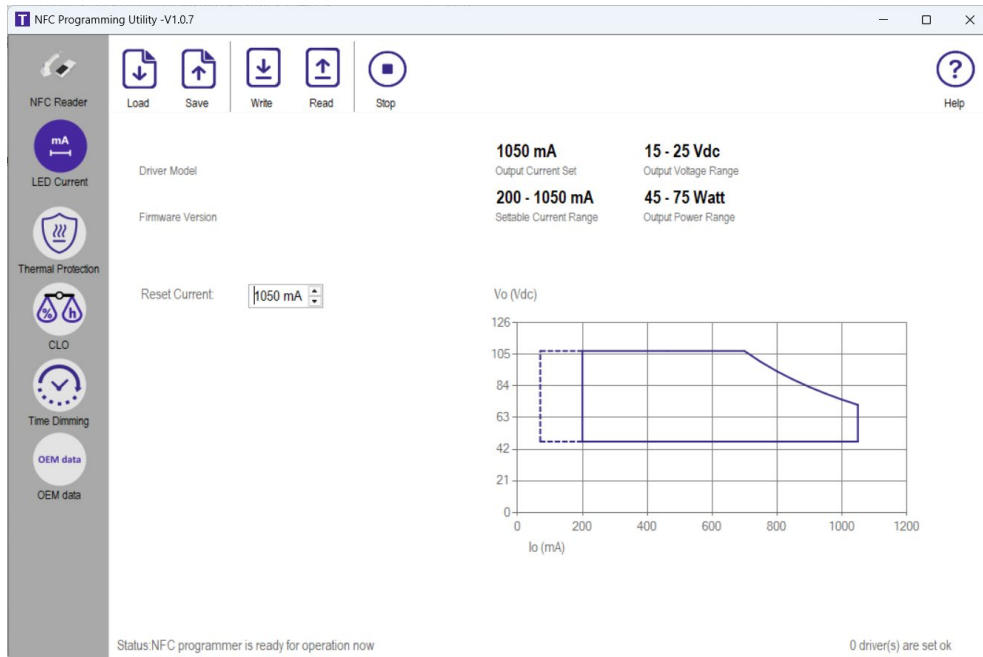 T NFC Programming Utility -V1.0.7
NFC Reader
Load
Save
Write
Read
Stop
?
Help
mA
LED Current
Thermal Protection
% h
CLO
Time Dimming
OEM data
OEM data
Driver Model
Firmware Version
1050 mA
Output Current Set
15 - 25 Vdc
Output Voltage Range
200 - 1050 mA
Settable Current Range
45 - 75 Watt
Output Power Range
Reset Current:
1050 mA
Vo (Vdc)
126
105
84
63
42
21
0
0 200 400 600 800 1000 1200
Io (mA)
Status:NFC programmer is ready for operation now
0 driver(s) are set ok